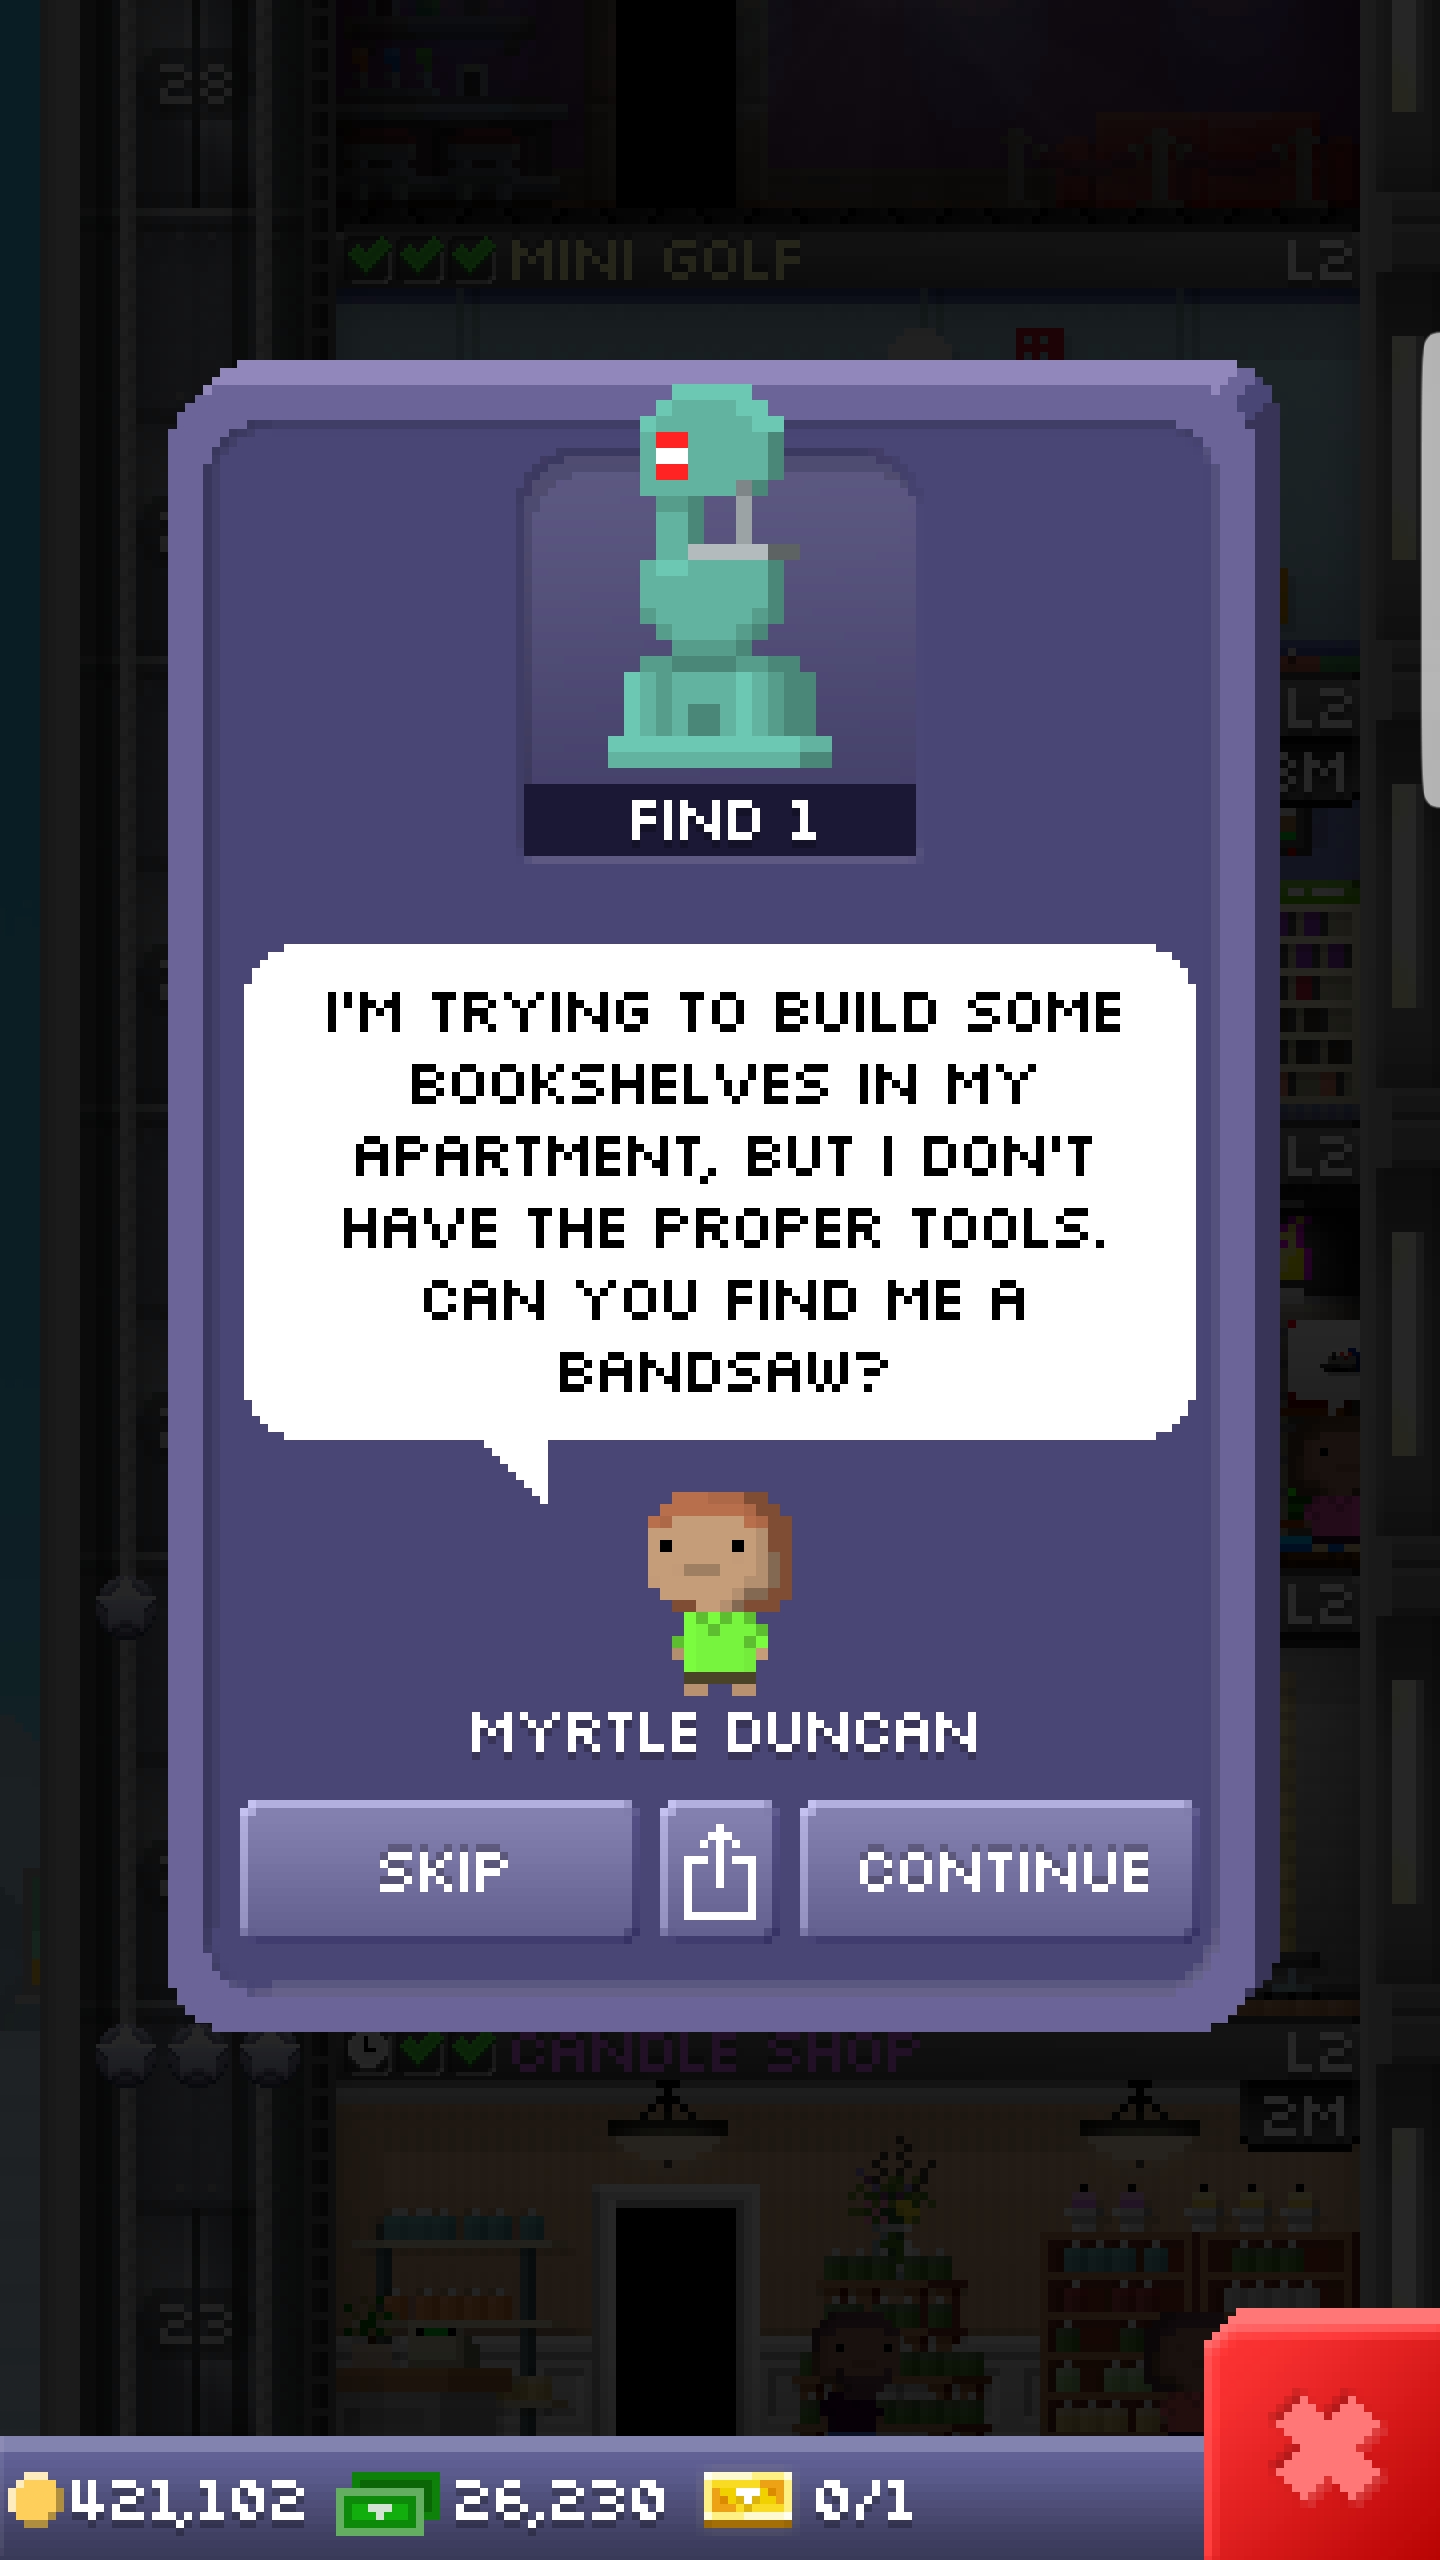 28
MINI GOLF L2
L2
3M
FIND 1
I'M TRYING TO BUILD SOME
BOOKSHELVES IN MY
APARTMENT, BUT I DON'T
HAVE THE PROPER TOOLS.
CAN YOU FIND ME A
BANDSAW?
L2
L2
MYRTLE DUNCAN
SKIP
CONTINUE
CANDLE SHOP L2
2M
23
421,102 26,230 0/1